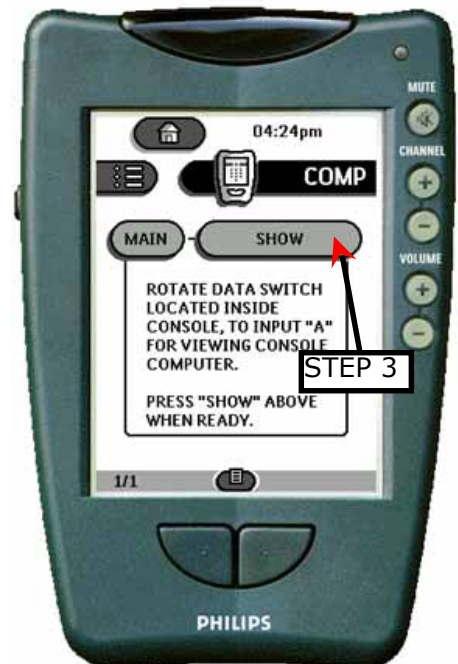 MUTE
04:24pm
CHANNEL
COMP
MAIN
SHOW
VOLUME
ROTATE DATA SWITCH
LOCATED INSIDE
CONSOLE, TO INPUT "A"
FOR VIEWING CONSOLE
COMPUTER.
STEP 3
PRESS "SHOW" ABOVE
WHEN READY.
1/1
PHILIPS